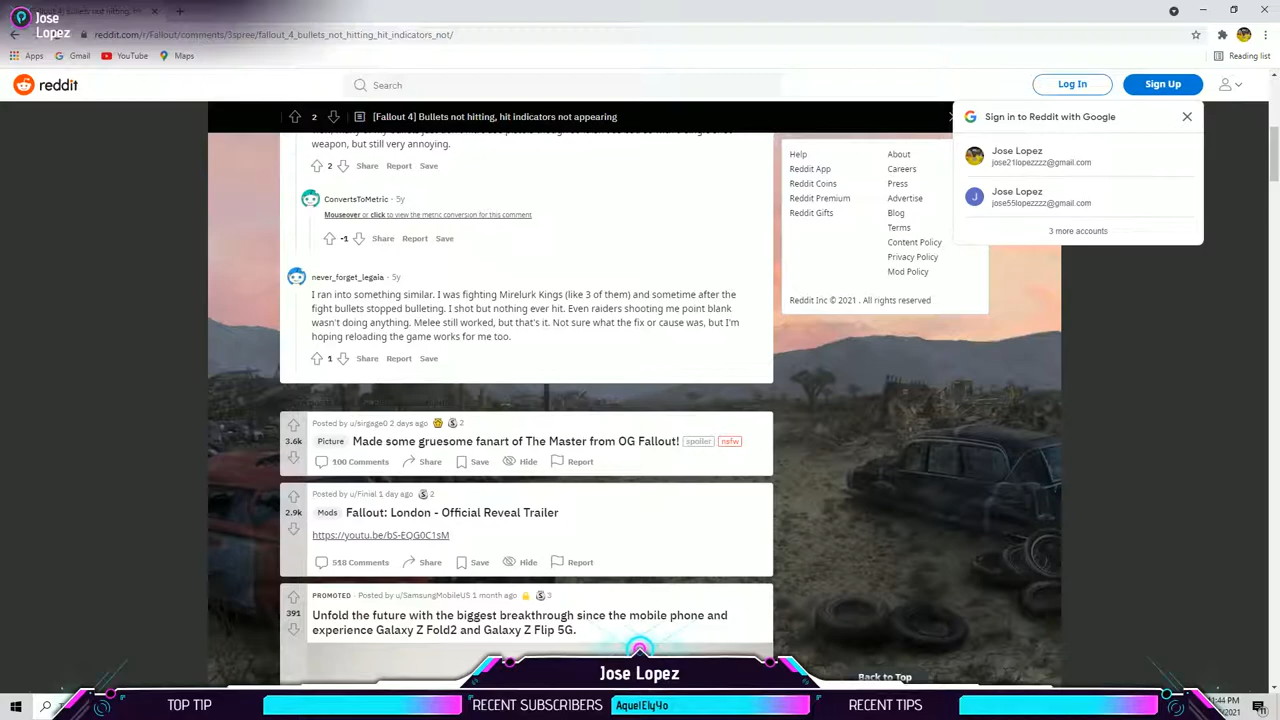 Jose
Lopez
reddit.com/r/Fallout/comments/3spree/fallout_4_bullets_not_hitting_hit_indicators_not/
Apps
Gmail
YouTube
Maps
Reading list
reddit
Search
Log In
Sign Up
2
[Fallout 4] Bullets not hitting, hit indicators not appearing
Sign in to Reddit with Google
Jose Lopez
jose21lopezzzz@gmail.com
Jose Lopez
jose55lopezzzz@gmail.com
3 more accounts
weapon, but still very annoying.
2 Share Report Save
ConvertsToMetric · 5y
Mouseover or click to view the metric conversion for this comment
-1 Share Report Save
never_forget_legaia · 5y
I ran into something similar. I was fighting Mirelurk Kings (like 3 of them) and sometime after the
fight bullets stopped bulleting. I shot but nothing ever hit. Even raiders shooting me point blank
wasn't doing anything. Melee still worked, but that's it. Not sure what the fix or cause was, but I'm
hoping reloading the game works for me too.
1 Share Report Save
Help
Reddit App
Reddit Coins
Reddit Premium
Reddit Gifts
About
Careers
Press
Advertise
Blog
Terms
Content Policy
Privacy Policy
Mod Policy
Reddit Inc © 2021 . All rights reserved
Posted by u/sirgage0 2 days ago 2
3.6k
Picture Made some gruesome fanart of The Master from OG Fallout! spoiler nsfw
100 Comments Share Save Hide Report
Posted by u/Finial 1 day ago 2
2.9k
Mods Fallout: London - Official Reveal Trailer
https://youtu.be/bS-EQG0C1sM
518 Comments Share Save Hide Report
PROMOTED · Posted by u/SamsungMobileUS 1 month ago 3
391
Unfold the future with the biggest breakthrough since the mobile phone and
experience Galaxy Z Fold2 and Galaxy Z Flip 5G.
Back to Top
Jose Lopez
TOP TIP
RECENT SUBSCRIBERS
AquelEly4o
RECENT TIPS
:44 PM
/2021